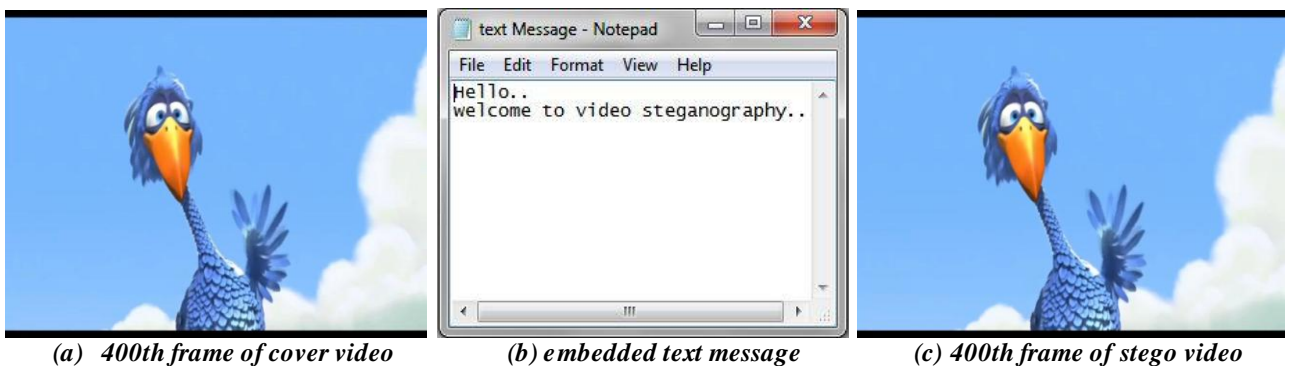 text Message - Notepad
File Edit Format View Help
Hello..
welcome to video steganography..
(a) 400th frame of cover video
(b) embedded text message
(c) 400th frame of stego video